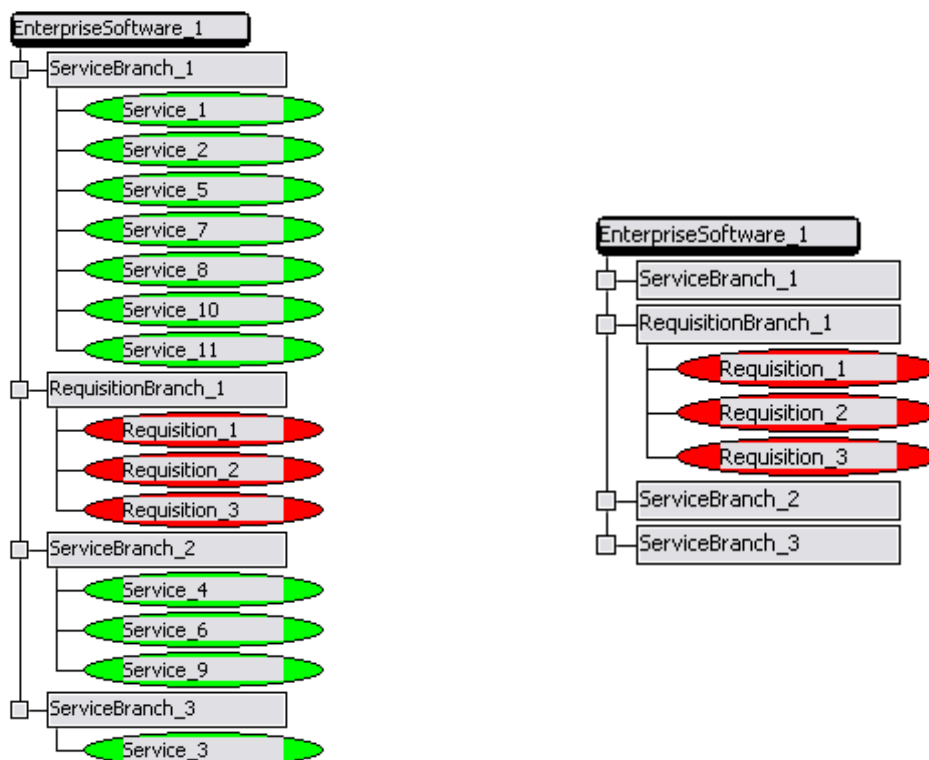 EnterpriseSoftware_1
ServiceBranch_1
Service_1
Service_2
Service_5
Service_7
Service_8
Service_10
Service_11
RequisitionBranch_1
Requisition_1
Requisition_2
Requisition_3
ServiceBranch_2
Service_4
Service_6
Service_9
ServiceBranch_3
Service_3
EnterpriseSoftware_1
ServiceBranch_1
RequisitionBranch_1
Requisition_1
Requisition_2
Requisition_3
ServiceBranch_2
ServiceBranch_3